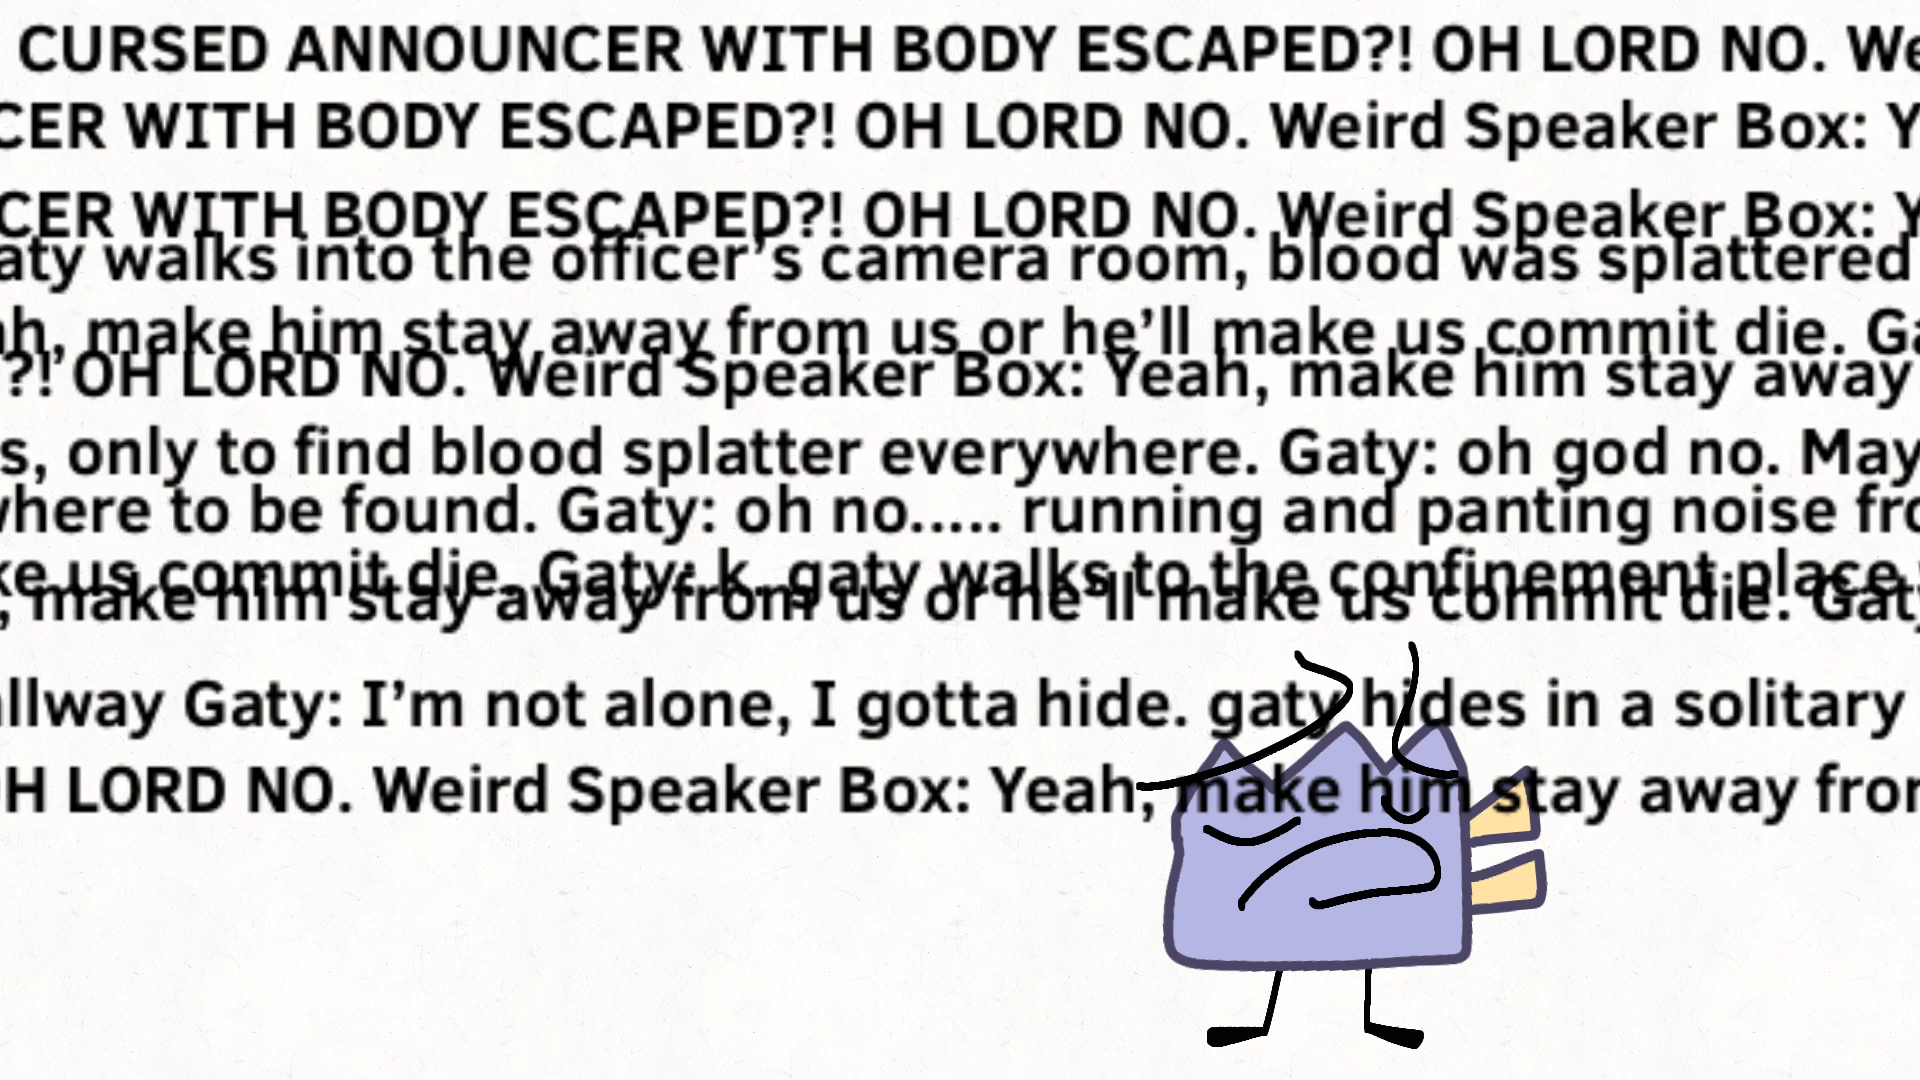 CURSED ANNOUNCER WITH BODY ESCAPED?! OH LORD NO. We
CER WITH BODY ESCAPED?! OH LORD NO. Weird Speaker Box: Y
CER WITH BODY ESCAPED?! OH LORD NO. Weird Speaker Box: Y
aty walks into the officer’s camera room, blood was splattered
ah, make him stay away from us or he’ll make us commit die. Ga
?! OH LORD NO. Weird Speaker Box: Yeah, make him stay away
s, only to find blood splatter everywhere. Gaty: oh god no. May
where to be found. Gaty: oh no..... running and panting noise fro
ke us commit die. Gaty: k. gaty walks to the confinement place
, make him stay away from us or he’ll make us commit die. Gaty
allway Gaty: I’m not alone, I gotta hide. gaty hides in a solitary
OH LORD NO. Weird Speaker Box: Yeah, make him stay away from